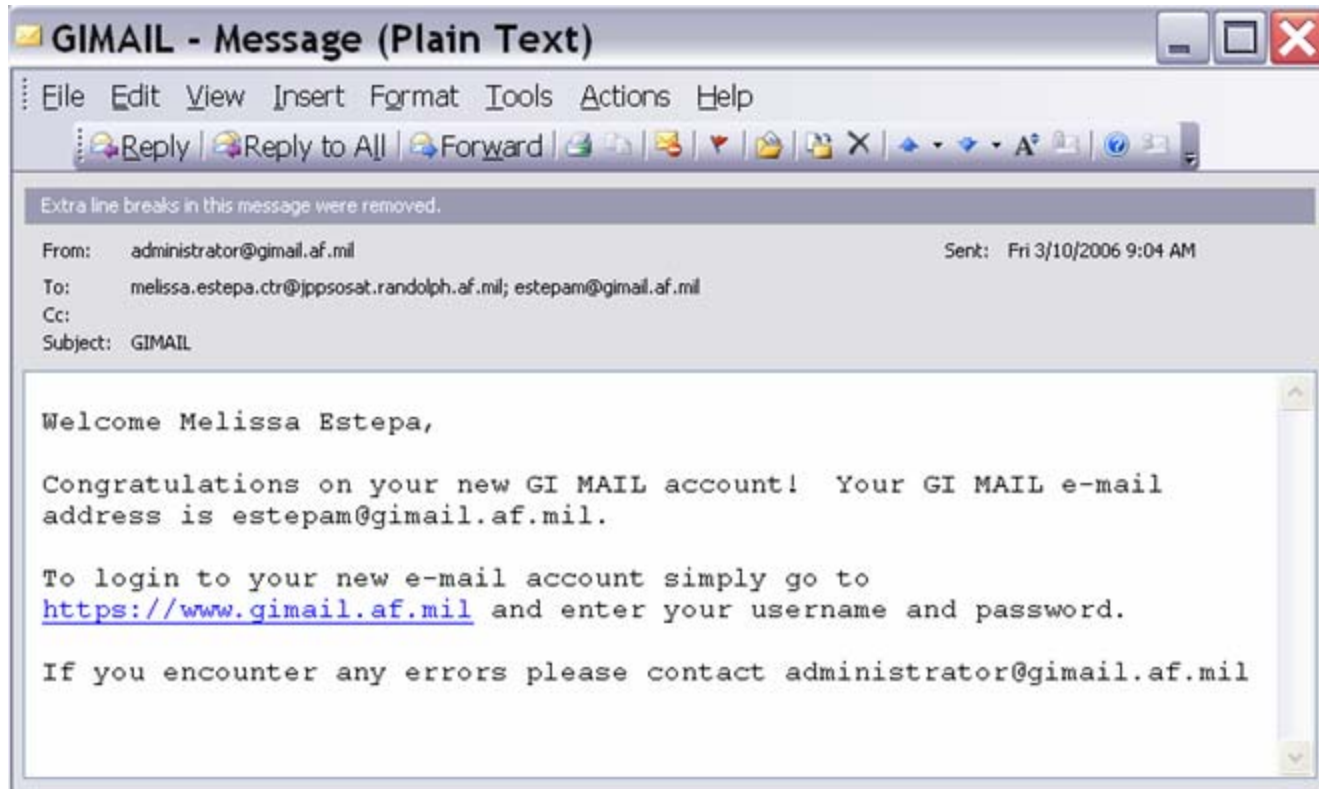 GIMAIL - Message (Plain Text)
File Edit View Insert Format Tools Actions Help
Reply Reply to All Forward
Extra line breaks in this message were removed.
From: administrator@gimail.af.mil Sent: Fri 3/10/2006 9:04 AM
To: melissa.estepa.ctr@jppsosat.randolph.af.mil; estepam@gimail.af.mil
Cc:
Subject: GIMAIL
Welcome Melissa Estepa,
Congratulations on your new GI MAIL account! Your GI MAIL e-mail
address is estepam@gimail.af.mil.
To login to your new e-mail account simply go to
https://www.gimail.af.mil and enter your username and password.
If you encounter any errors please contact administrator@gimail.af.mil